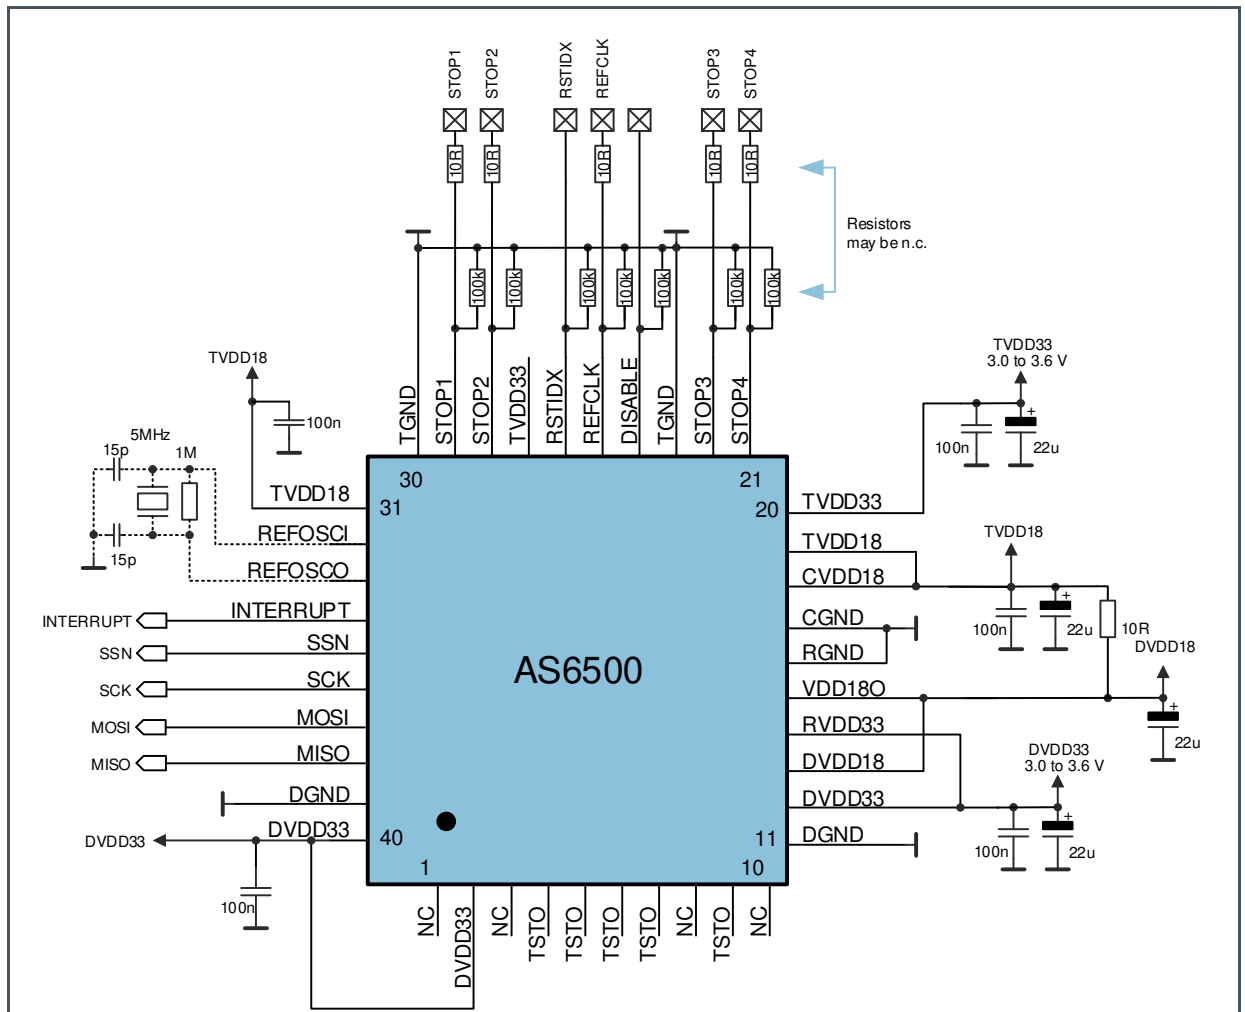 STOP1
STOP2
RSTIDX
REFCLK
STOP3
STOP4
10R
10R
10R
10R
10R
Resistors
may be n.c.
100k
100k
100k
100k
100k
100k
100k
TVDD18
100n
TGND
STOP1
STOP2
TVDD33
RSTIDX
REFCLK
DISABLE
TGND
STOP3
STOP4
TVDD33
3.0 to 3.6 V
+
100n
22u
5MHz
15p
1M
15p
30
21
TVDD18
31
20
TVDD33
REFOSCI
TVDD18
TVDD18
REFOSCO
CVDD18
+
100n
22u
10R
INTERRUPT
INTERRUPT
CGND
SSN
SSN
RGND
DVDD18
SCK
SCK
AS6500
VDD18O
+
22u
MOSI
MOSI
RVDD33
MISO
MISO
DVDD18
DVDD33
3.0 to 3.6 V
DGND
DVDD33
+
100n
22u
DVDD33
DVDD33
40
11
DGND
1
10
100n
NC
DVDD33
NC
TSTO
TSTO
TSTO
TSTO
NC
TSTO
NC